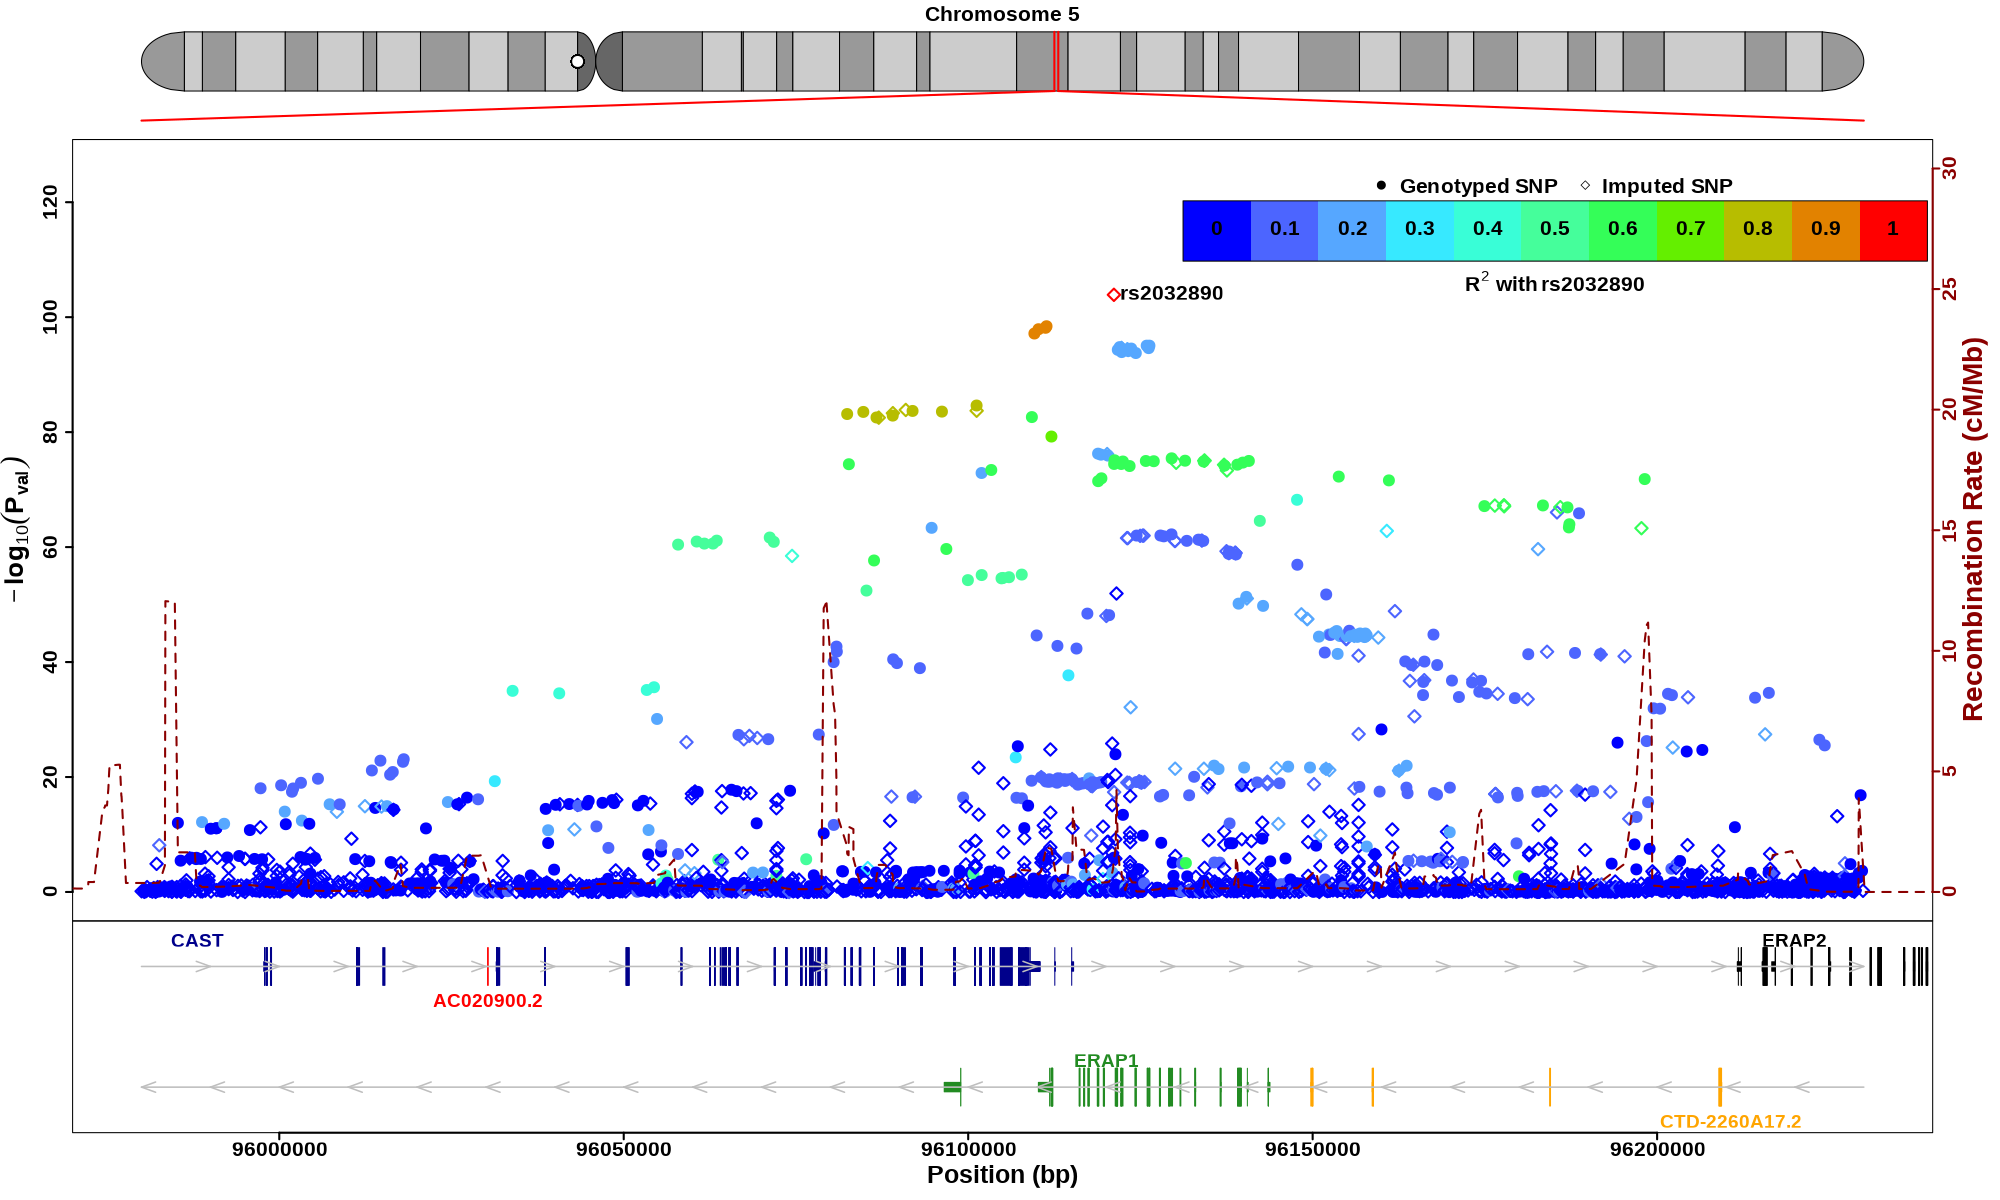 Chromosome 5
Genotyped SNP Imputed SNP
0 0.1 0.2 0.3 0.4 0.5 0.6 0.7 0.8 0.9 1
R² with rs2032890
rs2032890
−log₁₀(Pval)
0 20 40 60 80 100 120
Recombination Rate (cM/Mb)
0 5 10 15 20 25 30
CAST
ERAP2
AC020900.2
ERAP1
CTD-2260A17.2
96000000 96050000 96100000 96150000 96200000
Position (bp)